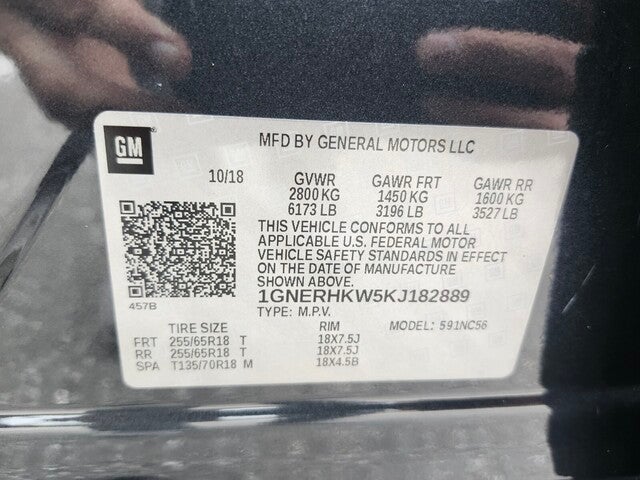 GM
MFD BY GENERAL MOTORS LLC
10/18 GVWR GAWR FRT GAWR RR
2800 KG 1450 KG 1600 KG
6173 LB 3196 LB 3527 LB
THIS VEHICLE CONFORMS TO ALL
APPLICABLE U.S. FEDERAL MOTOR
VEHICLE SAFETY STANDARDS IN EFFECT
ON THE DATE OF MANUFACTURE
SHOWN ABOVE.
457B 1GNERHKW5KJ182889
TYPE: M.P.V.
TIRE SIZE RIM MODEL: 591NC56
FRT 255/65R18 T 18X7.5J
RR 255/65R18 T 18X7.5J
SPA T135/70R18 M 18X4.5B